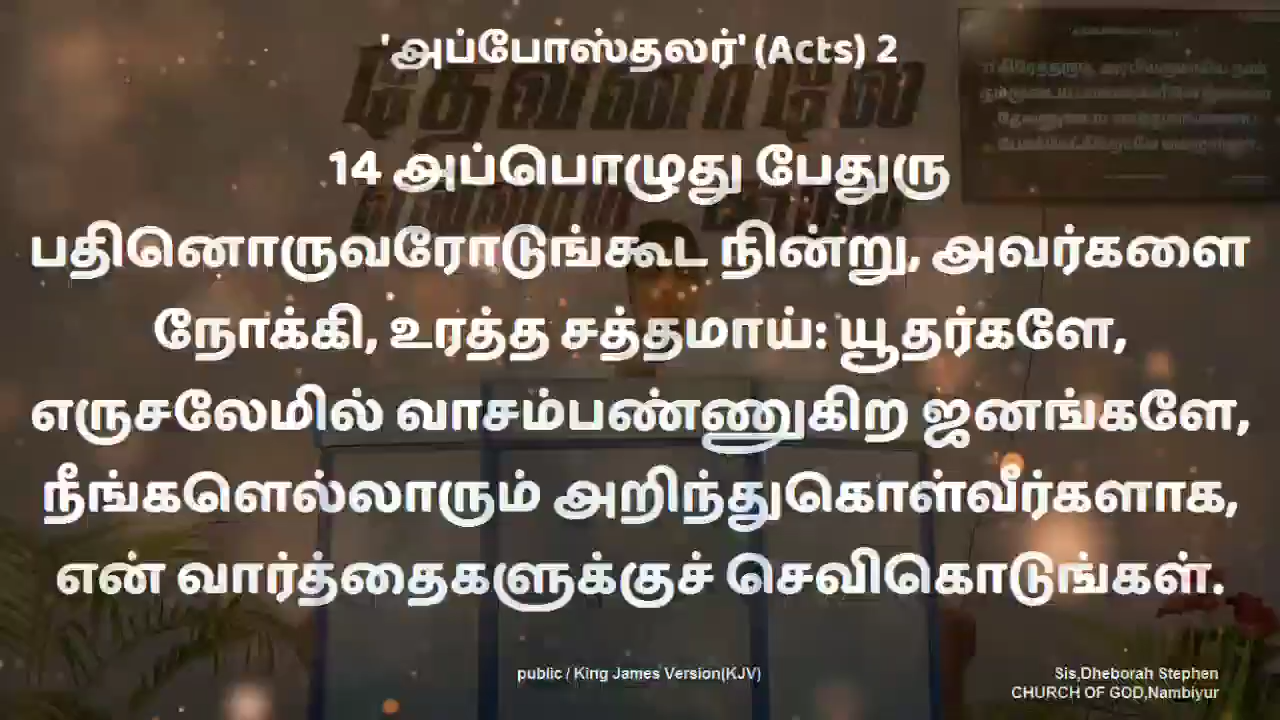 'அப்போஸ்தலர்' (Acts) 2
தேவனாலே
14 அப்பொழுது பேதுரு
பதினொருவரோடுங்கூட நின்று, அவர்களை
நோக்கி, உரத்த சத்தமாய்: யூதர்களே,
எருசலேமில் வாசம்பண்ணுகிற ஜனங்களே,
நீங்களெல்லாரும் அறிந்துகொள்வீர்களாக,
என் வார்த்தைகளுக்குச் செவிகொடுங்கள்.
public / King James Version(KJV)
Sis,Dheborah Stephen
CHURCH OF GOD,Nambiyur